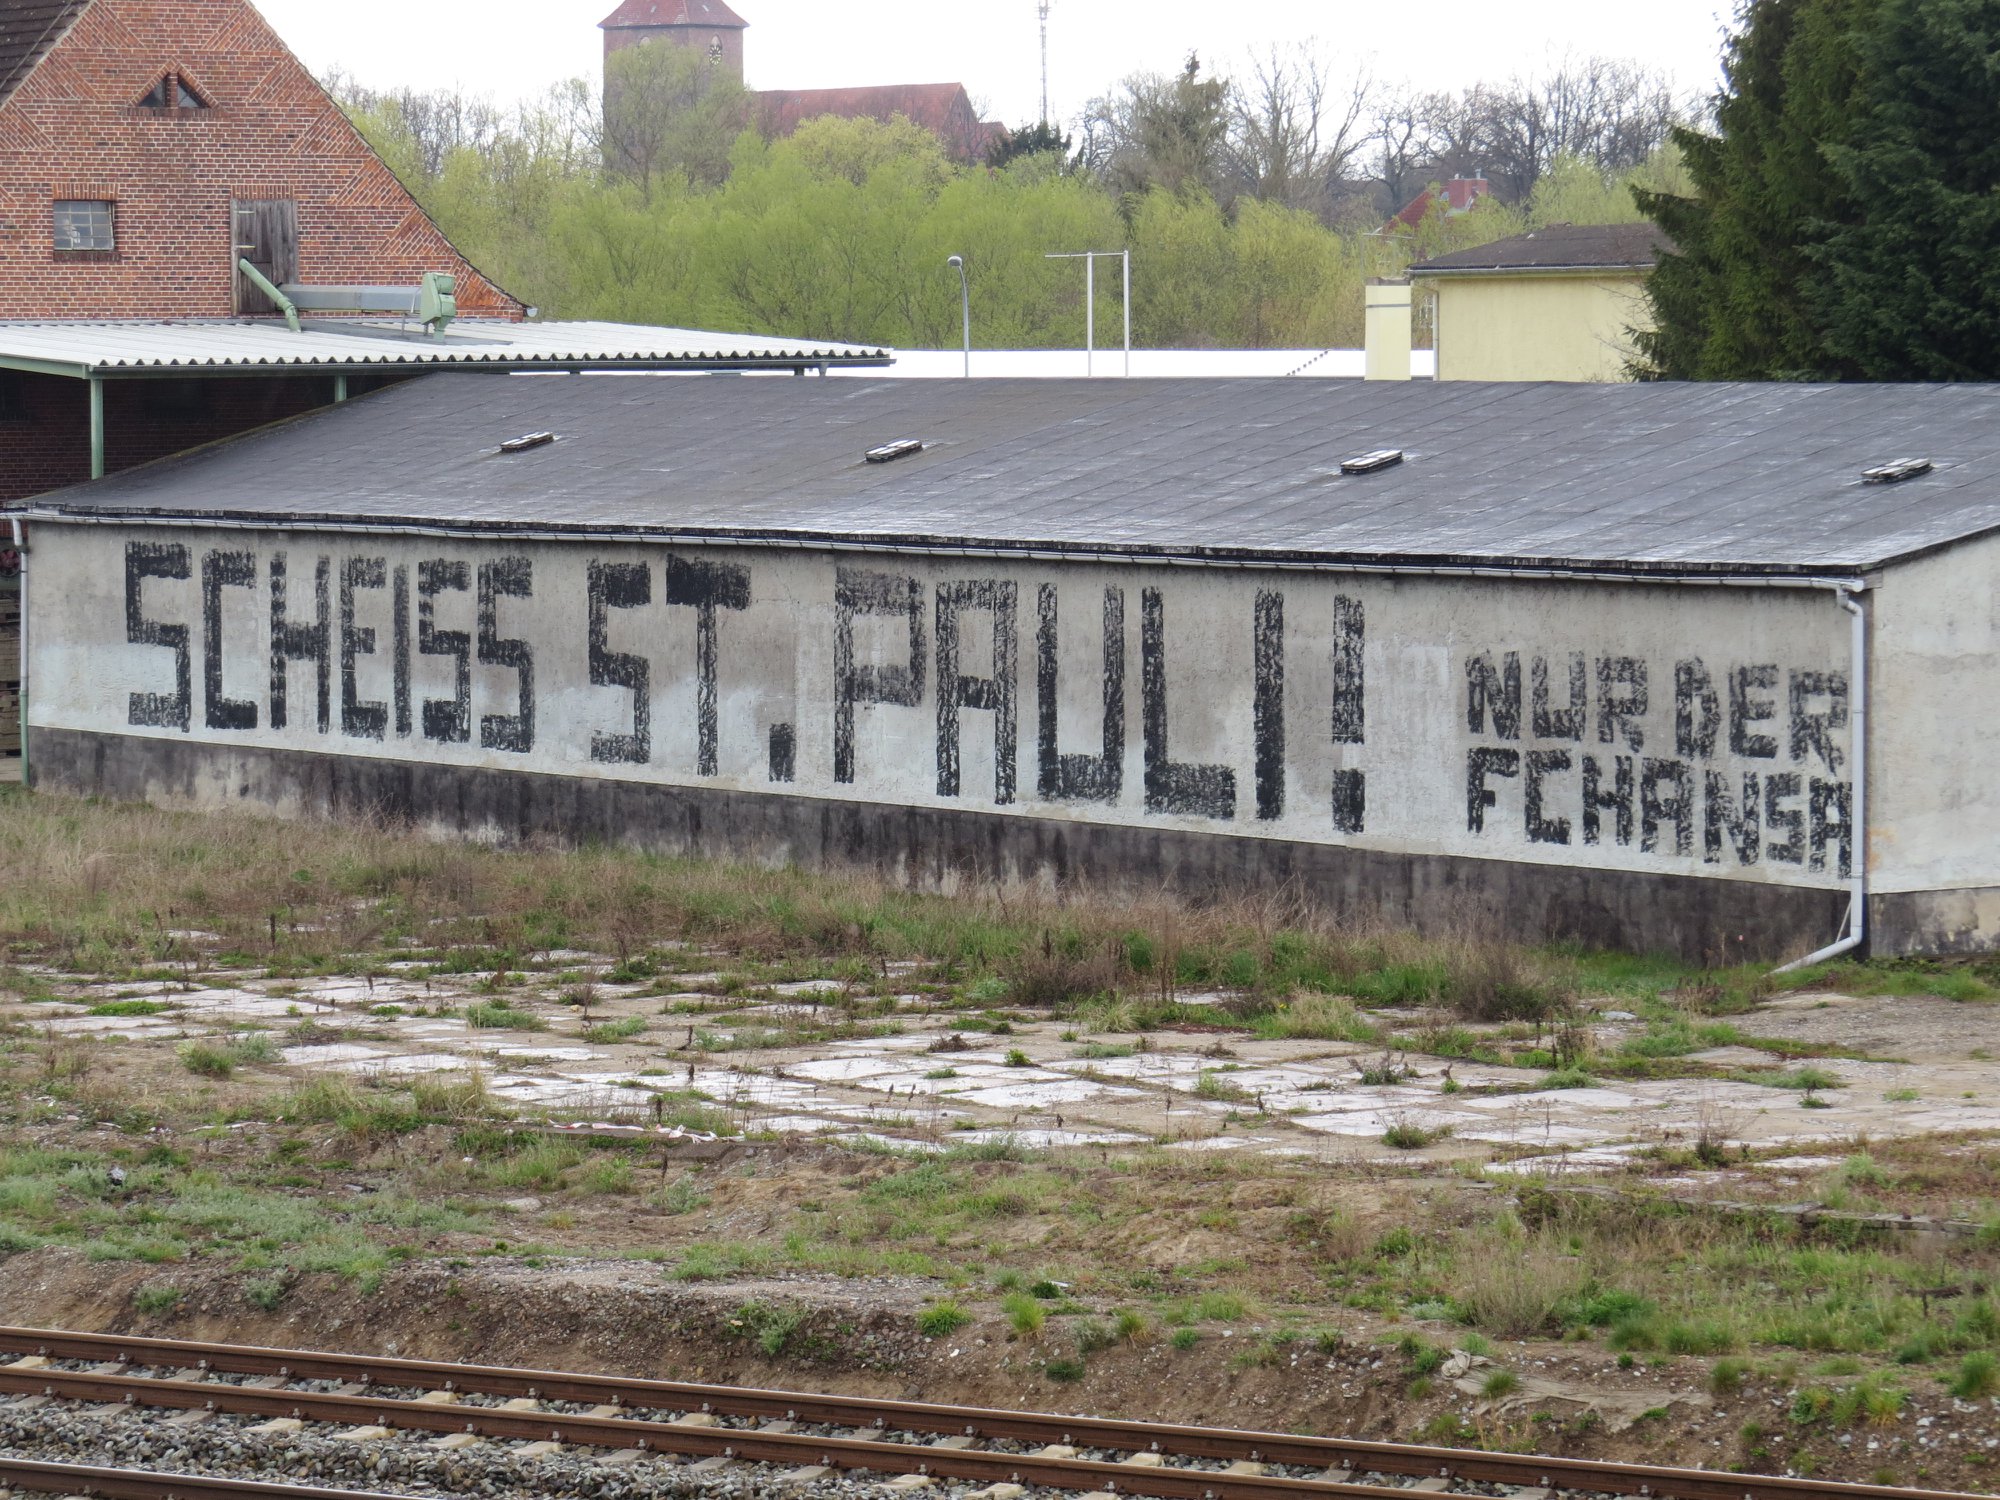 SCHEISS ST. PAULI!
NUR DER
FCHANSA